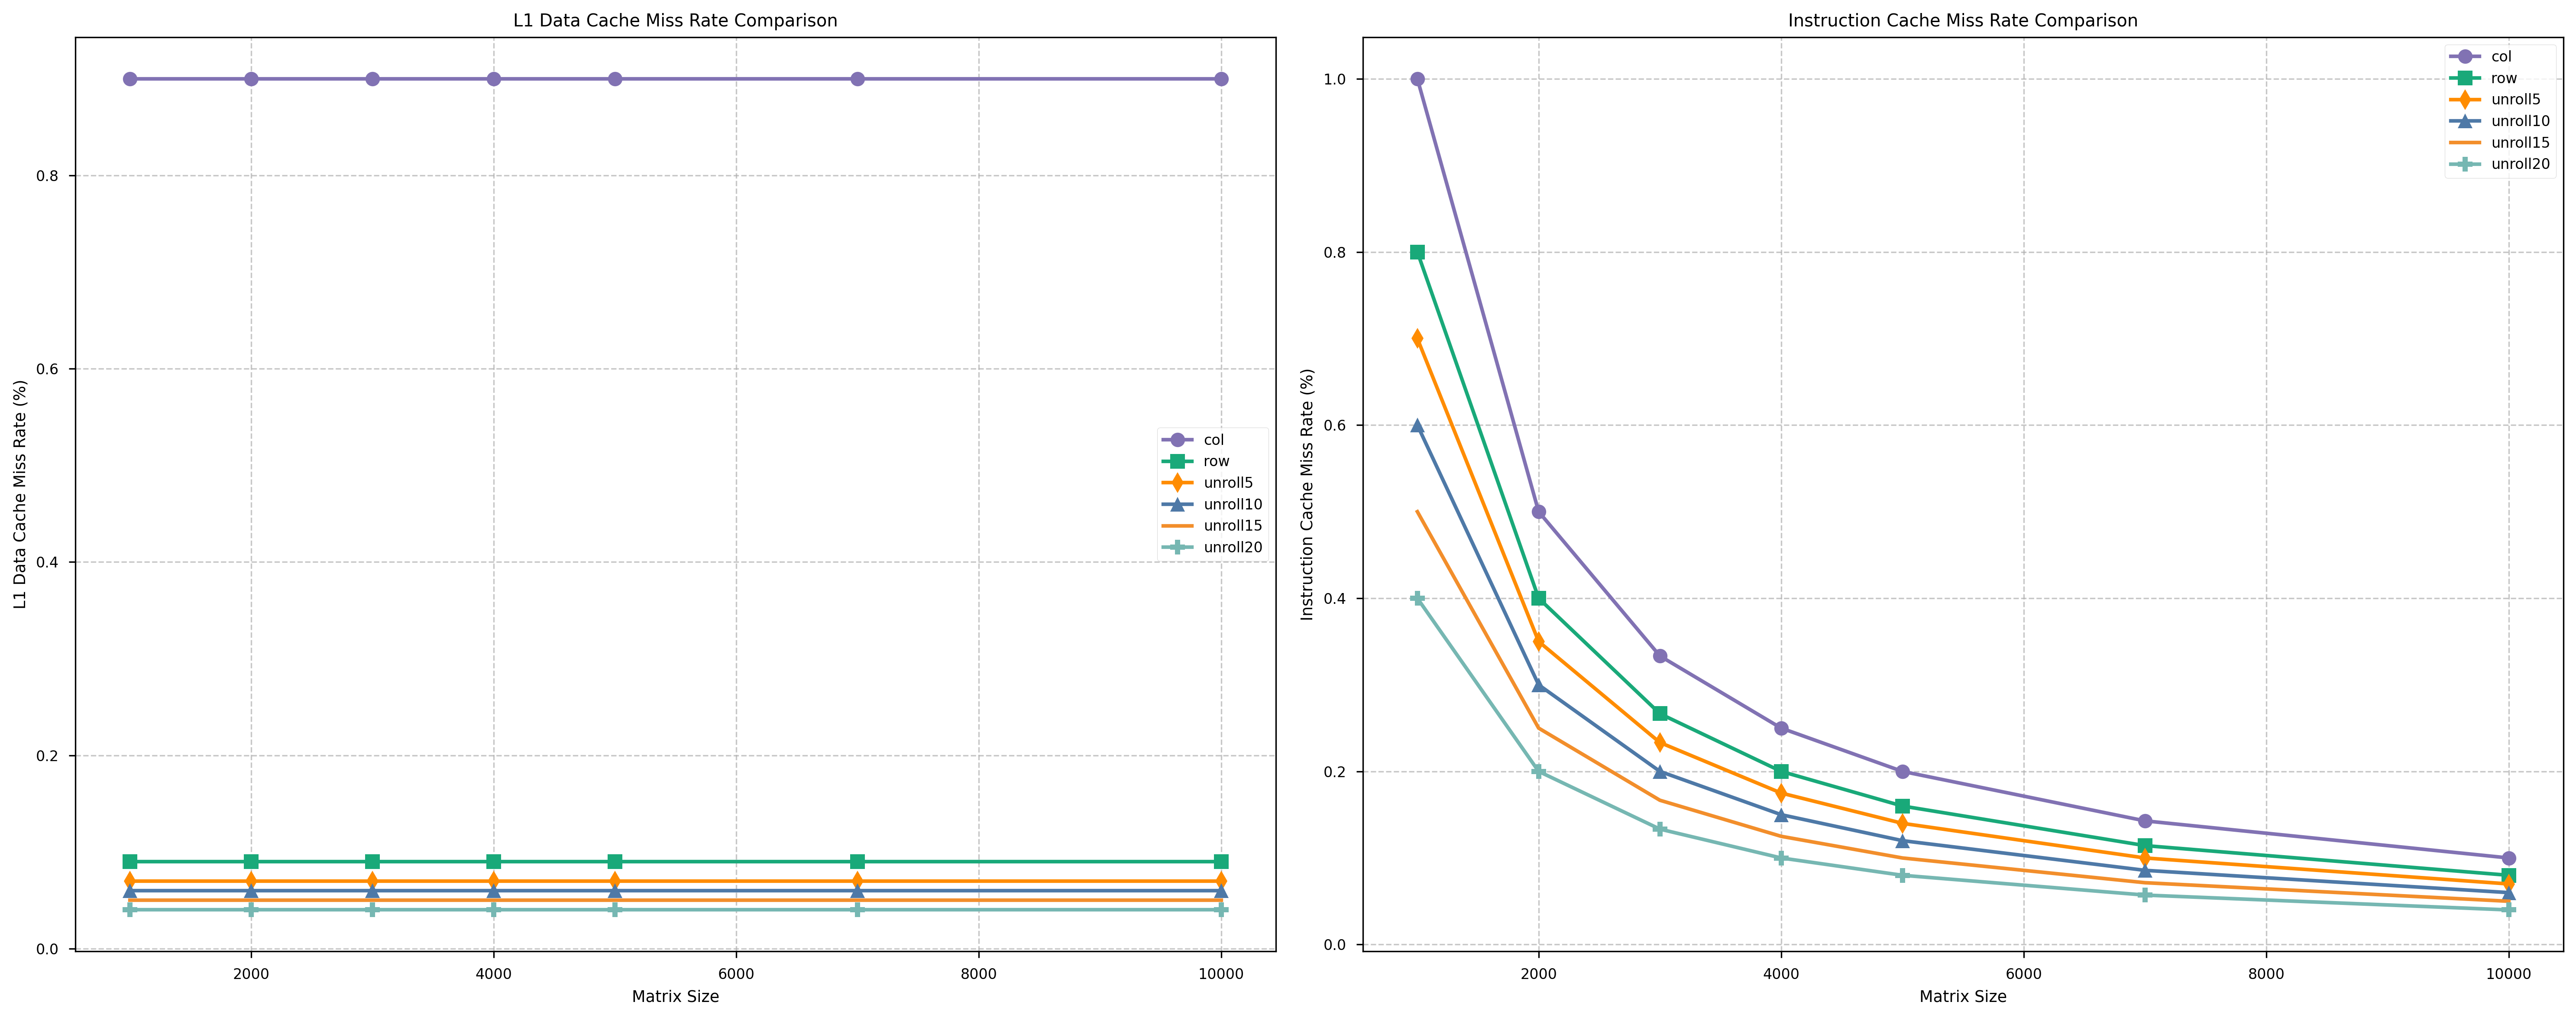 L1 Data Cache Miss Rate Comparison
L1 Data Cache Miss Rate (%)
0.8
0.6
0.4
0.2
0.0
col
row
unroll5
unroll10
unroll15
unroll20
2000 4000 6000 8000 10000
Matrix Size
Instruction Cache Miss Rate Comparison
Instruction Cache Miss Rate (%)
1.0
0.8
0.6
0.4
0.2
0.0
col
row
unroll5
unroll10
unroll15
unroll20
2000 4000 6000 8000 10000
Matrix Size